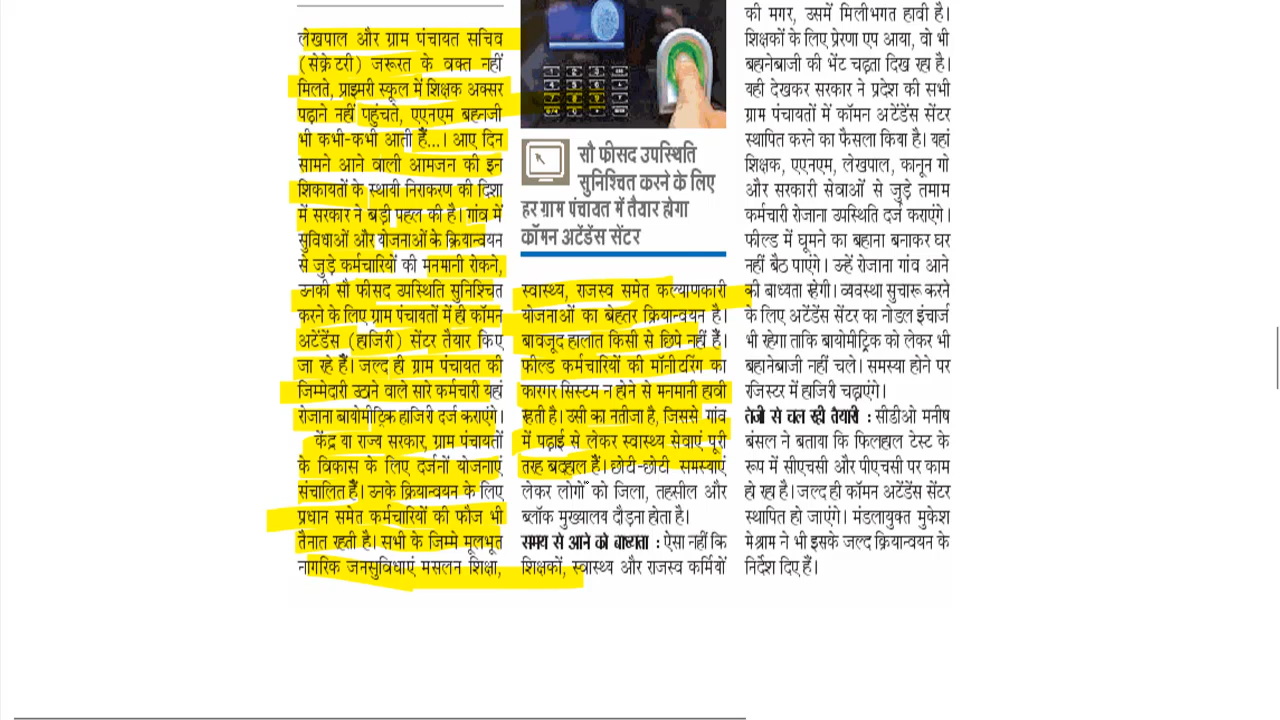 लेखपाल और ग्राम पंचायत सचिव
(सेक्रेटरी) जरूरत के वक्त नहीं
मिलते, प्राइमरी स्कूल में शिक्षक अक्सर
पढ़ाने नहीं पहुंचते, एएनएम बहनजी
भी कभी-कभी आती हैं...। आए दिन
सामने आने वाली आमजन की इन
शिकायतों के स्थायी निराकरण की दिशा
में सरकार ने बड़ी पहल की है। गांव में
सुविधाओं और योजनाओं के क्रियान्वयन
से जुड़े कर्मचारियों की मनमानी रोकने,
उनकी सौ फीसद उपस्थिति सुनिश्चित
करने के लिए ग्राम पंचायतों में ही कॉमन
अटेंडेंस (हाजिरी) सेंटर तैयार किए
जा रहे हैं। जल्द ही ग्राम पंचायत की
जिम्मेदारी उठाने वाले सारे कर्मचारी यहां
रोजाना बायोमीट्रिक हाजिरी दर्ज कराएंगे।
केंद्र या राज्य सरकार, ग्राम पंचायतों
के विकास के लिए दर्जनों योजनाएं
संचालित हैं। उनके क्रियान्वयन के लिए
प्रधान समेत कर्मचारियों की फौज भी
तैनात रहती है। सभी के जिम्मे मूलभूत
नागरिक जनसुविधाएं मसलन शिक्षा,
सौ फीसद उपस्थिति
सुनिश्चित करने के लिए
हर ग्राम पंचायत में तैयार होगा
कॉमन अटेंडेंस सेंटर
स्वास्थ्य, राजस्व समेत कल्याणकारी
योजनाओं का बेहतर क्रियान्वयन है।
बावजूद हालात किसी से छिपे नहीं हैं।
फील्ड कर्मचारियों की मॉनीटरिंग का
कारगर सिस्टम न होने से मनमानी हावी
रहती है। उसी का नतीजा है, जिससे गांव
में पढ़ाई से लेकर स्वास्थ्य सेवाएं पूरी
तरह बदहाल हैं। छोटी-छोटी समस्याएं
लेकर लोगों को जिला, तहसील और
ब्लॉक मुख्यालय दौड़ना होता है।
समय से आने को बाध्यता : ऐसा नहीं कि
शिक्षकों, स्वास्थ्य और राजस्व कर्मियों
की मगर, उसमें मिलीभगत हावी है।
शिक्षकों के लिए प्रेरणा एप आया, वो भी
बहानेबाजी की भेंट चढ़ता दिख रहा है।
यही देखकर सरकार ने प्रदेश की सभी
ग्राम पंचायतों में कॉमन अटेंडेंस सेंटर
स्थापित करने का फैसला किया है। यहां
शिक्षक, एएनएम, लेखपाल, कानून गो
और सरकारी सेवाओं से जुड़े तमाम
कर्मचारी रोजाना उपस्थिति दर्ज कराएंगे।
फील्ड में घूमने का बहाना बनाकर घर
नहीं बैठ पाएंगे। उन्हें रोजाना गांव आने
की बाध्यता रहेगी। व्यवस्था सुचारू करने
के लिए अटेंडेंस सेंटर का नोडल इंचार्ज
भी रहेगा ताकि बायोमीट्रिक को लेकर भी
बहानेबाजी नहीं चले। समस्या होने पर
रजिस्टर में हाजिरी चढ़ाएंगे।
तेजी से चल रही तैयारी : सीडीओ मनीष
बंसल ने बताया कि फिलहाल टेस्ट के
रूप में सीएचसी और पीएचसी पर काम
हो रहा है। जल्द ही कॉमन अटेंडेंस सेंटर
स्थापित हो जाएंगे। मंडलायुक्त मुकेश
मेश्राम ने भी इसके जल्द क्रियान्वयन के
निर्देश दिए हैं।